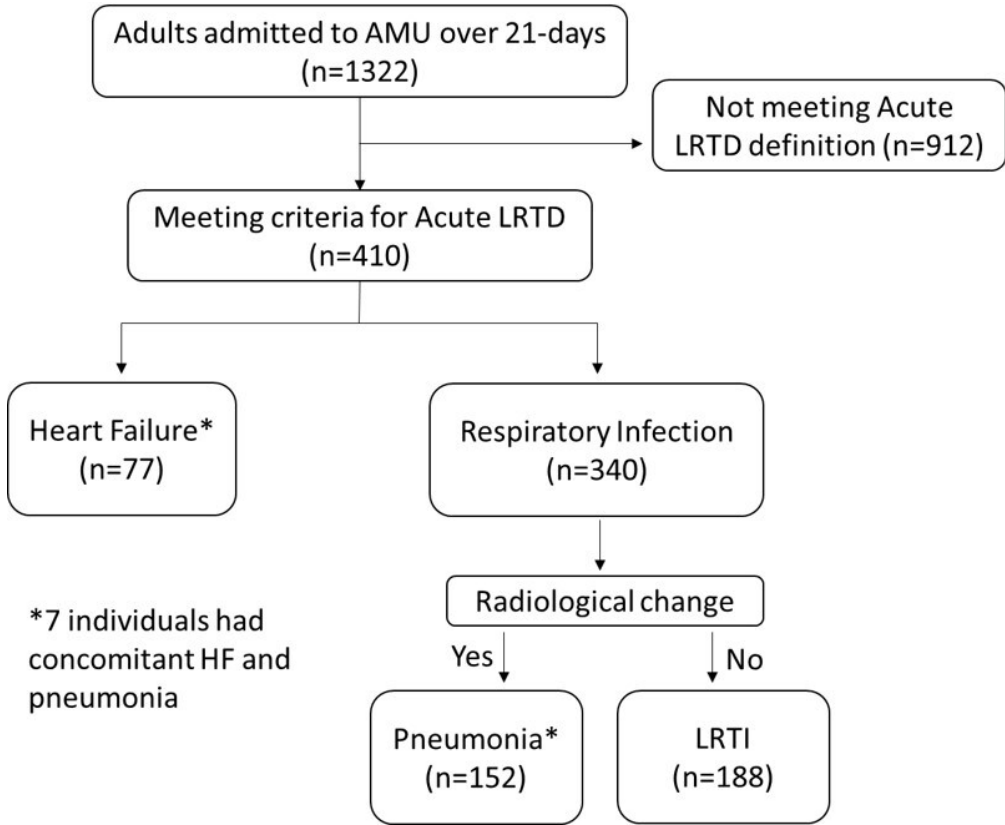 Adults admitted to AMU over 21-days
(n=1322)
Not meeting Acute
LRTD definition (n=912)
Meeting criteria for Acute LRTD
(n=410)
Heart Failure*
(n=77)
Respiratory Infection
(n=340)
Radiological change
*7 individuals had
concomitant HF and
pneumonia
Yes
No
Pneumonia*
(n=152)
LRTI
(n=188)